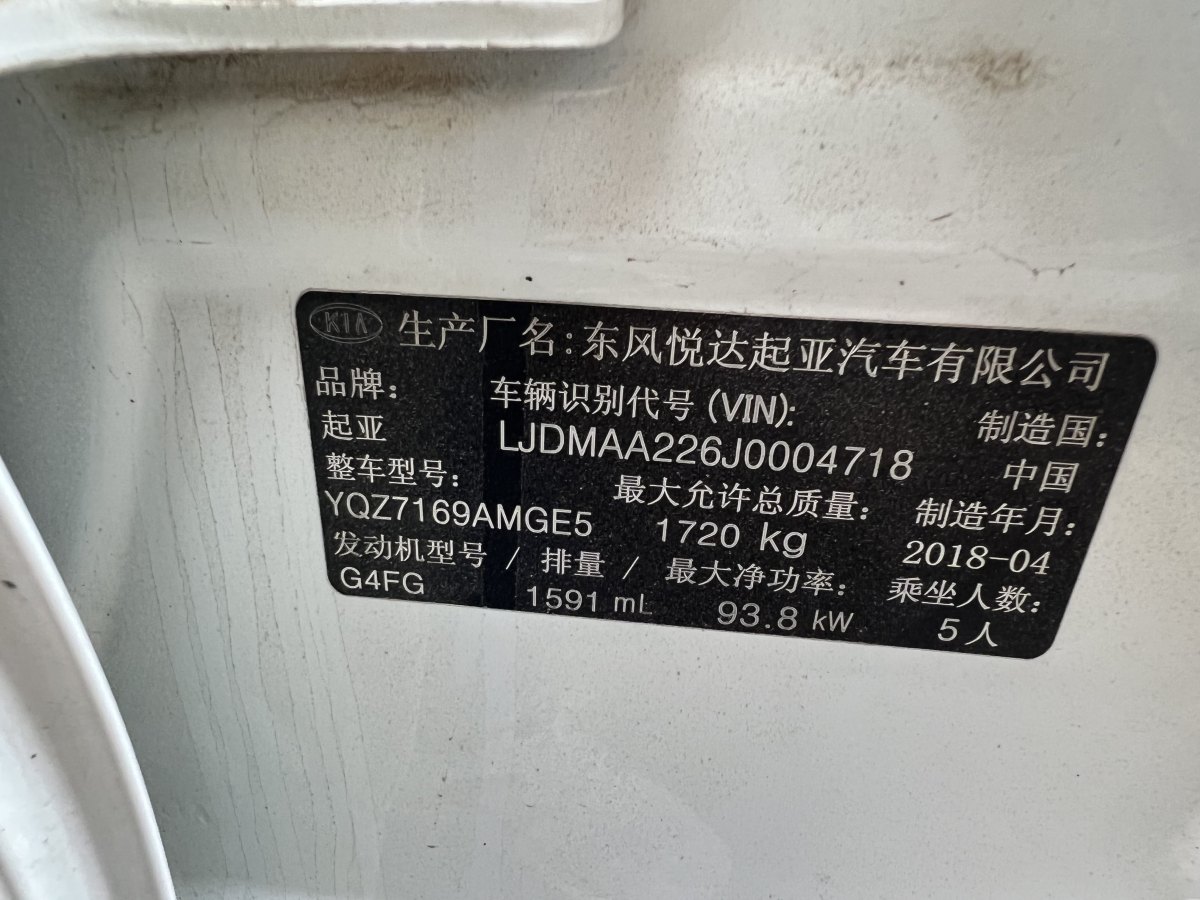 KIA 生产厂名:东风悦达起亚汽车有限公司
品牌: 车辆识别代号 (VIN): 制造国:
起亚 LJDMAA226J0004718 中国
整车型号: 最大允许总质量: 制造年月:
YQZ7169AMGE5 1720 kg 2018-04
发动机型号 / 排量 / 最大净功率: 乘坐人数:
G4FG 1591 mL 93.8 kW 5人